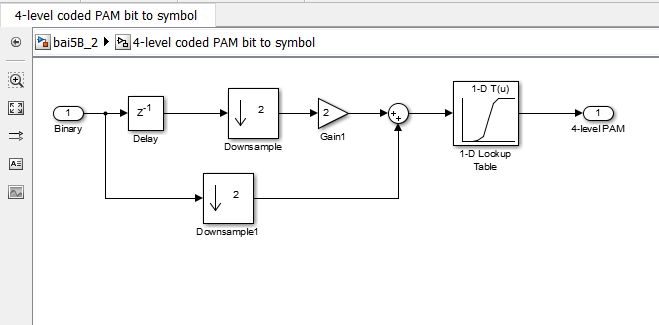 4-level coded PAM bit to symbol
bai5B_2 ▶ 4-level coded PAM bit to symbol
1
Binary
Z-1
Delay
2
Downsample
2
Gain1
++
1-D T(u)
1-D Lookup
Table
1
4-level PAM
2
Downsample1
A